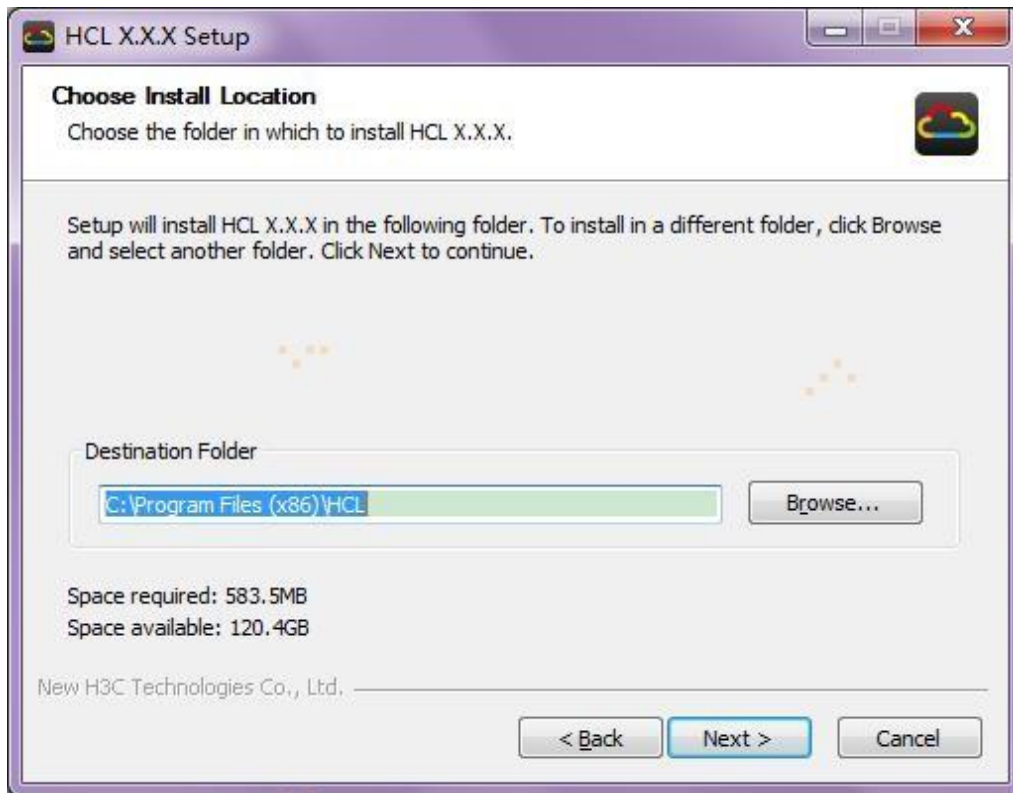 HCL X.X.X Setup
Choose Install Location
Choose the folder in which to install HCL X.X.X.
Setup will install HCL X.X.X in the following folder. To install in a different folder, click Browse
and select another folder. Click Next to continue.
Destination Folder
C:\Program Files (x86)\HCL
Browse...
Space required: 583.5MB
Space available: 120.4GB
New H3C Technologies Co., Ltd.
< Back
Next >
Cancel